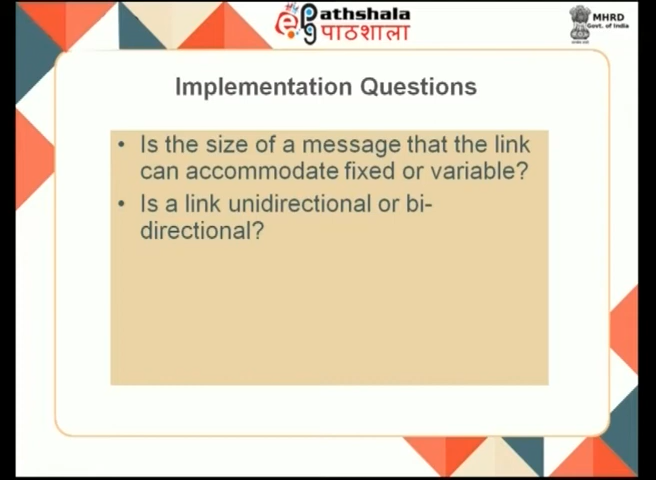 ePathshala
पाठशाला
MHRD
Govt. of India
Implementation Questions
• Is the size of a message that the link
can accommodate fixed or variable?
• Is a link unidirectional or bi-
directional?